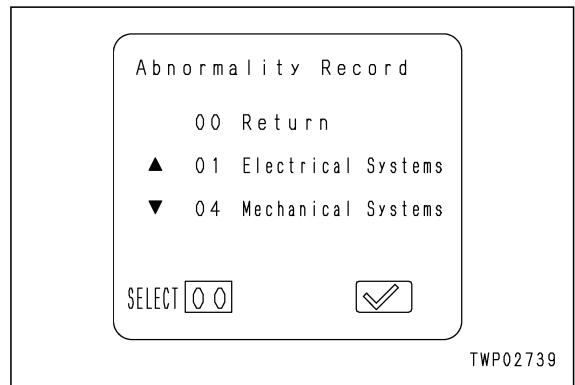 Abnormality Record
00 Return
▲ 01 Electrical Systems
▼ 04 Mechanical Systems
SELECT 00
TWP02739